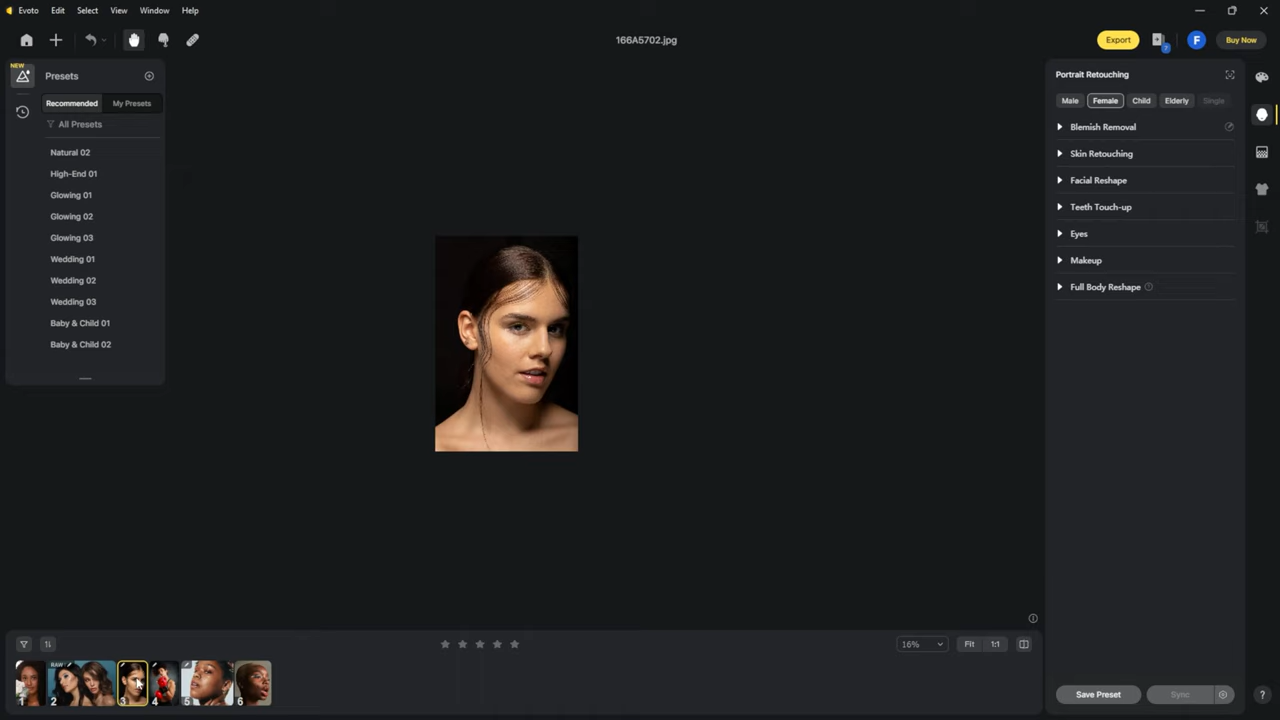 Evoto Edit Select View Window Help
166A5702.jpg
Export
7
F
Buy Now
NEW
Presets
Recommended My Presets
All Presets
Natural 02
High-End 01
Glowing 01
Glowing 02
Glowing 03
Wedding 01
Wedding 02
Wedding 03
Baby & Child 01
Baby & Child 02
Portrait Retouching
Male Female Child Elderly Single
Blemish Removal
Skin Retouching
Facial Reshape
Teeth Touch-up
Eyes
Makeup
Full Body Reshape ?
16% Fit 1:1
RAW
1 2 3 4 5 6
Save Preset Sync
?